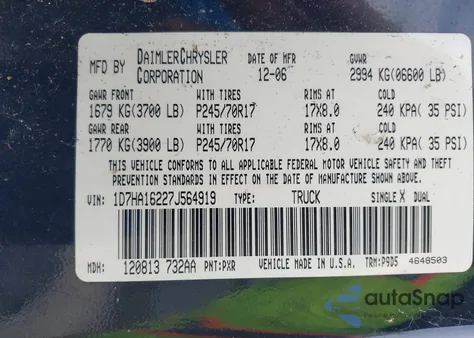 MFD BY DAIMLERCHRYSLER CORPORATION DATE OF MFR 12-06 GVWR 2994 KG(06600 LB)
GAWR FRONT WITH TIRES RIMS AT COLD
1679 KG(3700 LB) P245/70R17 17X8.0 240 KPA( 35 PSI)
GAWR REAR WITH TIRES RIMS AT COLD
1770 KG(3900 LB) P245/70R17 17X8.0 240 KPA( 35 PSI)
THIS VEHICLE CONFORMS TO ALL APPLICABLE FEDERAL MOTOR VEHICLE SAFETY AND THEFT
PREVENTION STANDARDS IN EFFECT ON THE DATE OF MANUFACTURE SHOWN ABOVE.
VIN: 1D7HA16227J564919 TYPE: TRUCK SINGLE X DUAL
MDH: 120813 732AA PNT:PXR VEHICLE MADE IN U.S.A. TRM:P9D5 4648503
autoSnap